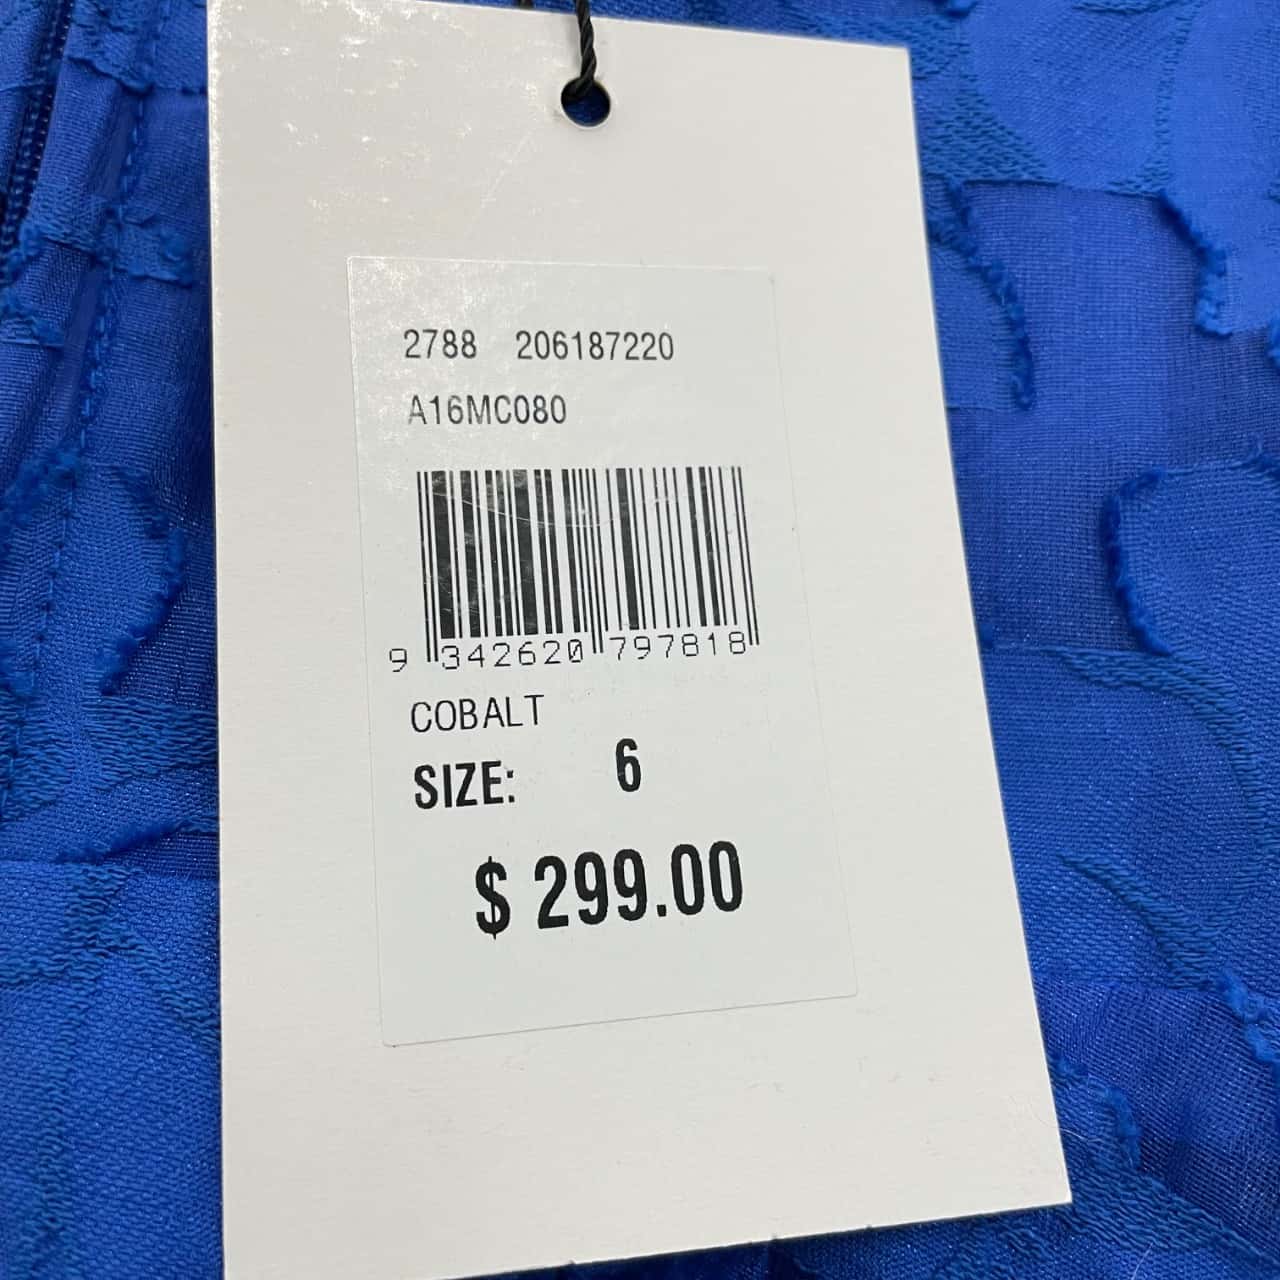 2788 206187220
A16MC080
9 342620 797818
COBALT
SIZE: 6
$ 299.00